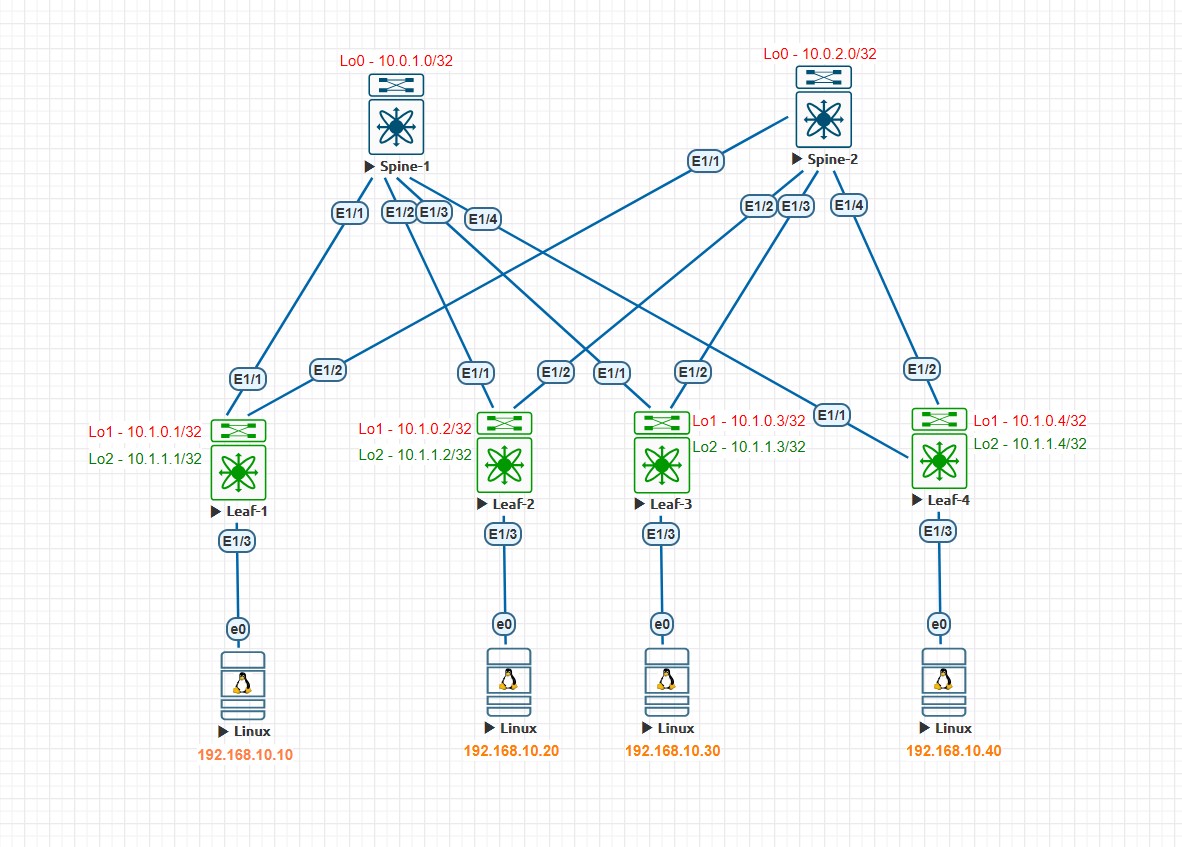 Lo0 - 10.0.1.0/32
Lo0 - 10.0.2.0/32
Spine-1
Spine-2
E1/1
E1/2
E1/3
E1/4
E1/1
E1/2
E1/3
E1/4
E1/1
E1/2
E1/1
E1/2
E1/1
E1/2
E1/1
E1/2
Lo1 - 10.1.0.1/32
Lo2 - 10.1.1.1/32
Lo1 - 10.1.0.2/32
Lo2 - 10.1.1.2/32
Lo1 - 10.1.0.3/32
Lo2 - 10.1.1.3/32
Lo1 - 10.1.0.4/32
Lo2 - 10.1.1.4/32
Leaf-1
Leaf-2
Leaf-3
Leaf-4
E1/3
E1/3
E1/3
E1/3
e0
e0
e0
e0
Linux
Linux
Linux
Linux
192.168.10.10
192.168.10.20
192.168.10.30
192.168.10.40